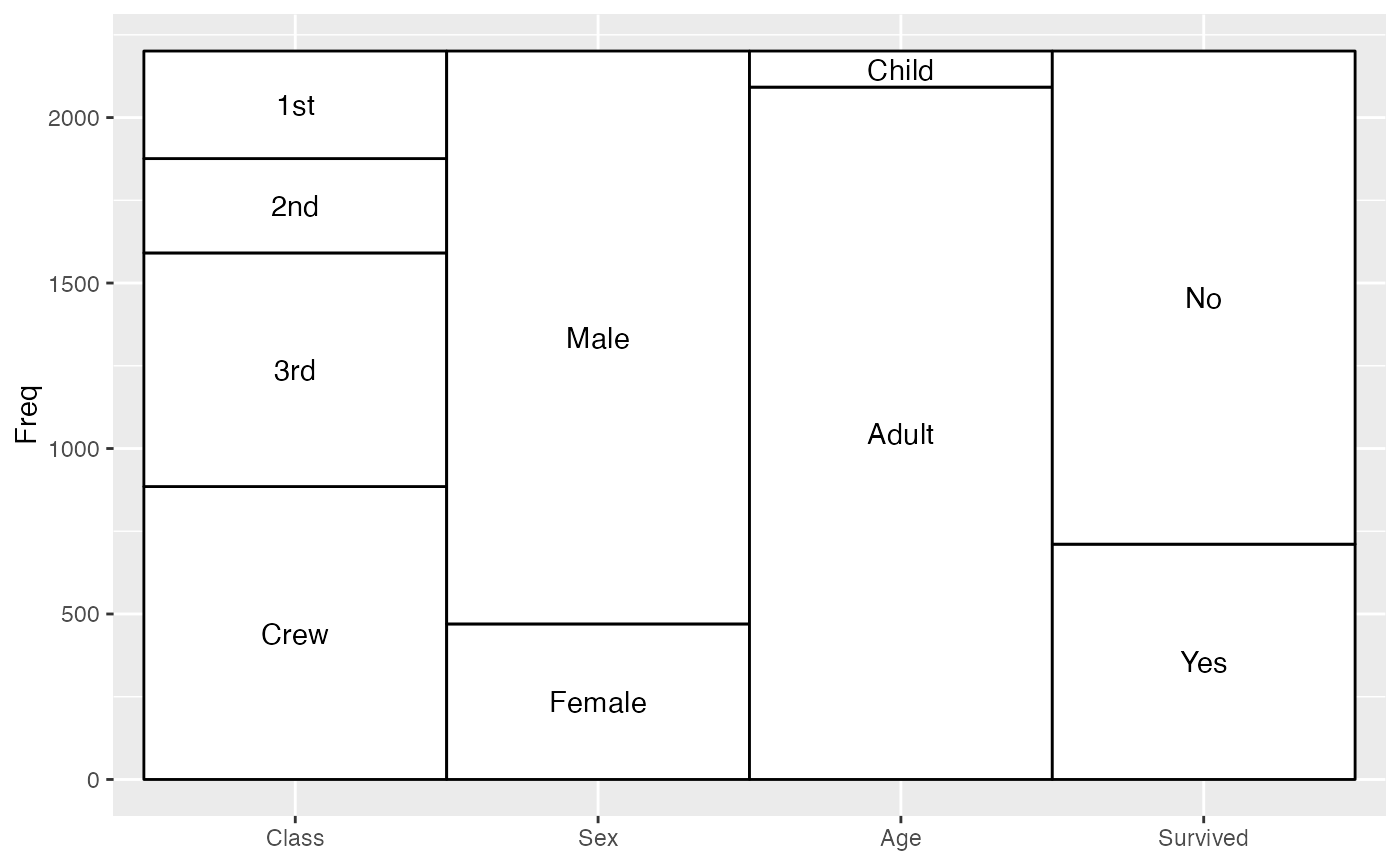 Freq
2000
1500
1000
500
0
1st
2nd
3rd
Crew
Male
Female
Child
Adult
No
Yes
Class
Sex
Age
Survived